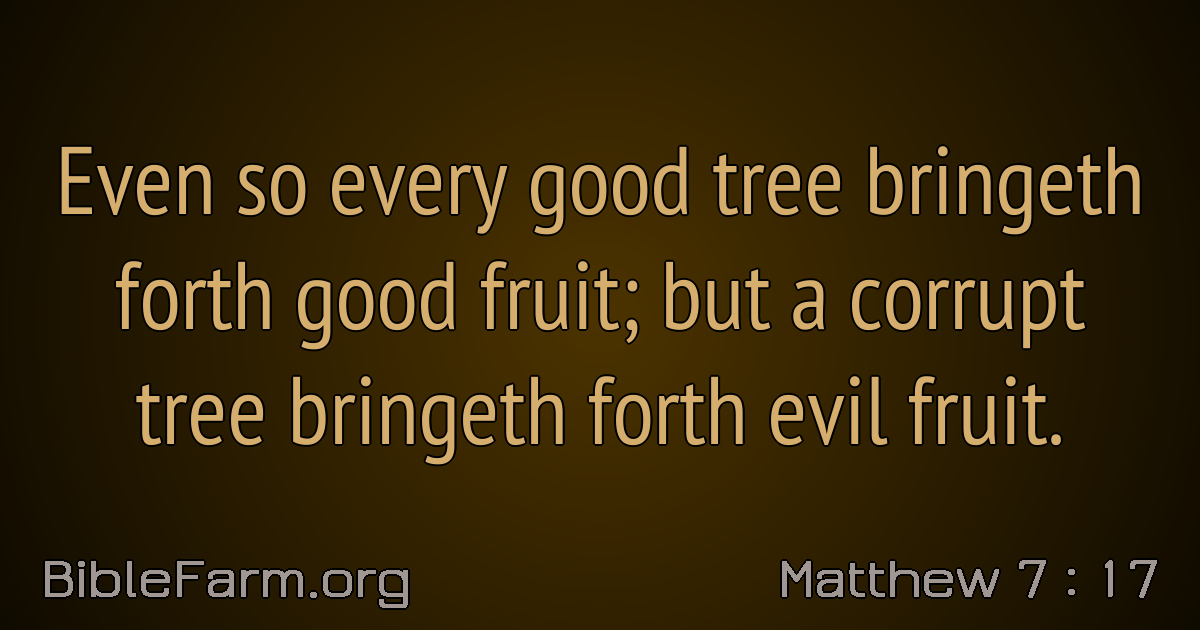 Even so every good tree bringeth
forth good fruit; but a corrupt
tree bringeth forth evil fruit.
BibleFarm.org
Matthew 7 : 17